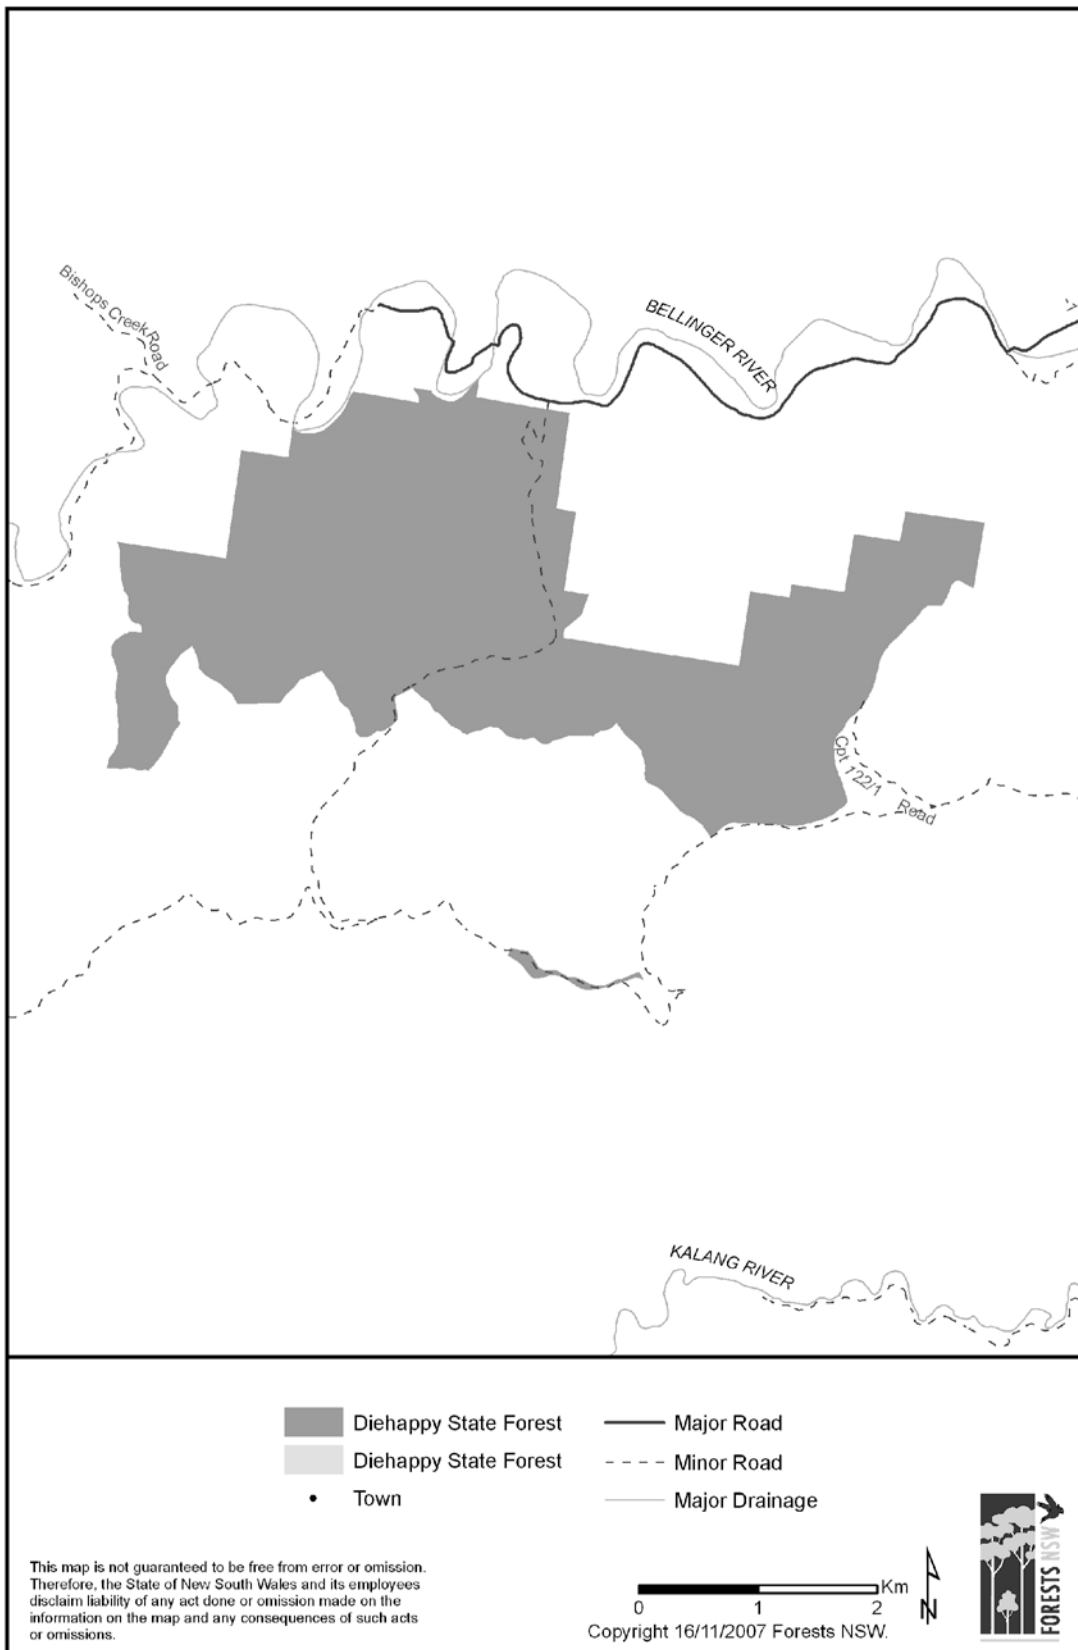 Bishops Creek Road
BELLINGER RIVER
Cpt 122/1 Road
KALANG RIVER
Diehappy State Forest
Major Road
Diehappy State Forest
Minor Road
Town
Major Drainage
This map is not guaranteed to be free from error or omission.
Therefore, the State of New South Wales and its employees
disclaim liability of any act done or omission made on the
information on the map and any consequences of such acts
or omissions.
Km
0 1 2
N
Copyright 16/11/2007 Forests NSW.
FORESTS NSW